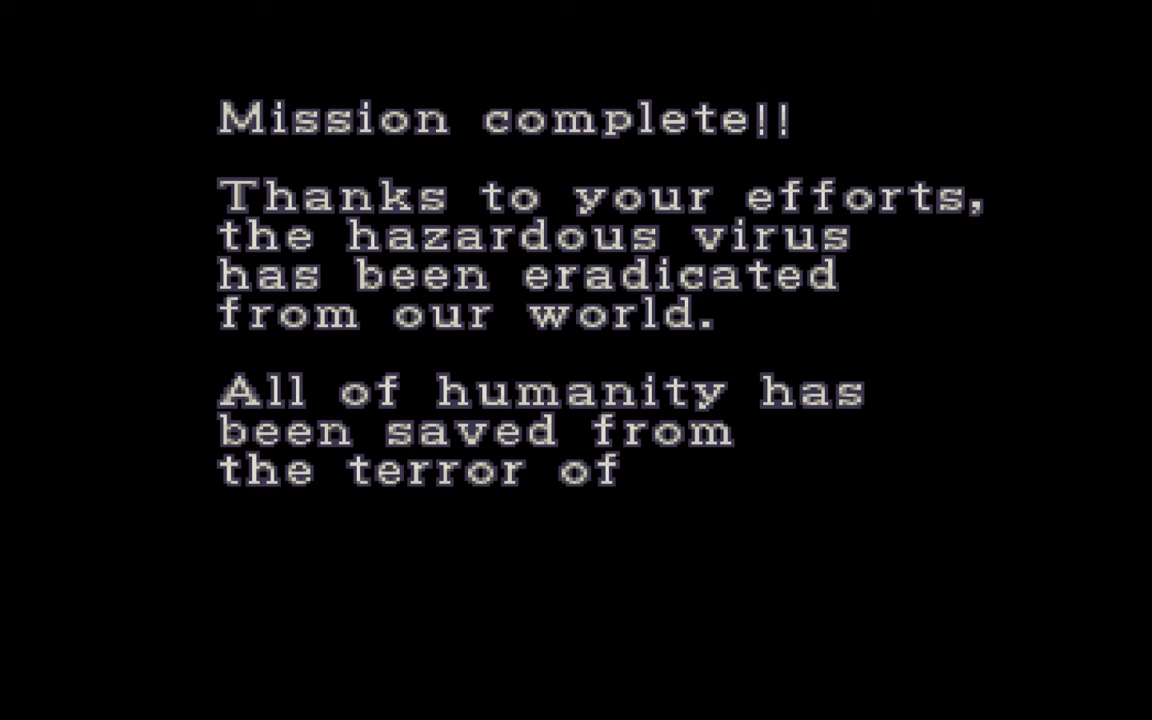 Mission complete!!
Thanks to your efforts,
the hazardous virus
has been eradicated
from our world.
All of humanity has
been saved from
the terror of